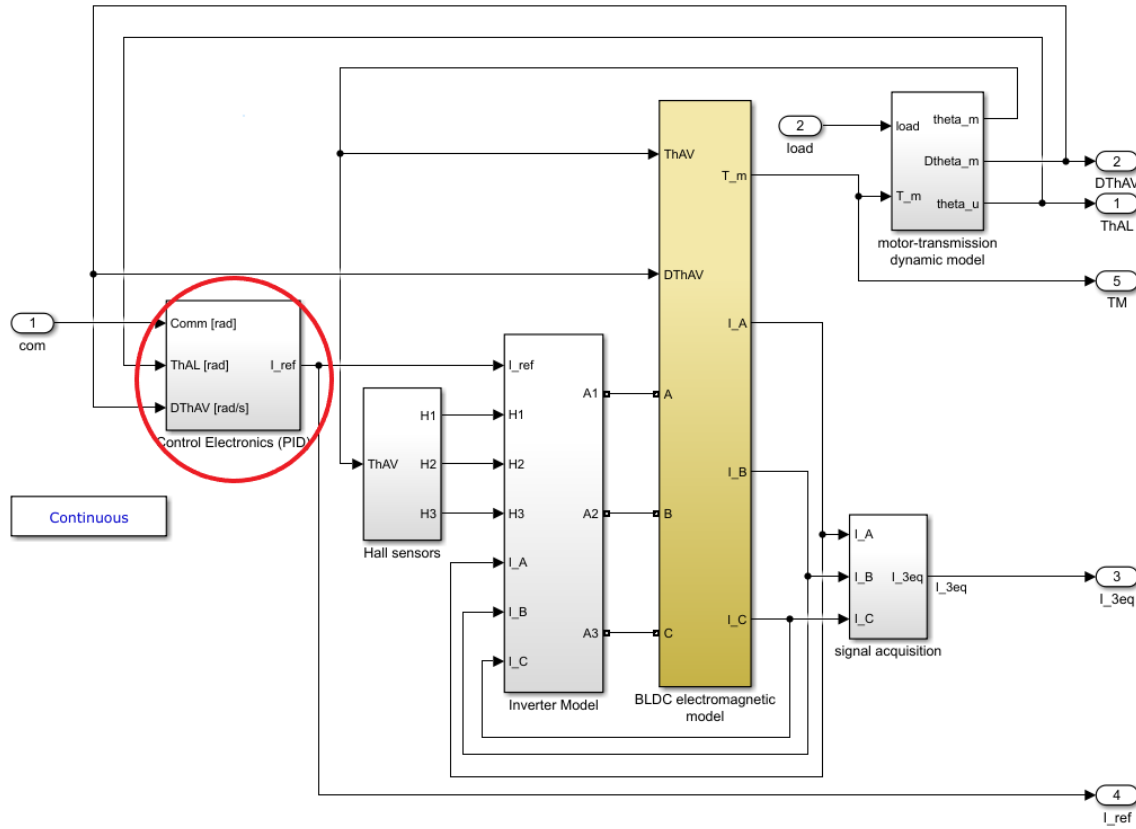 load
theta_m
Dtheta_m
T_m
theta_u
motor-transmission
dynamic model
2
load
2
DThAV
1
ThAL
5
TM
ThAV
T_m
DThAV
I_A
A
I_B
B
I_C
C
BLDC electromagnetic
model
1
com
Comm [rad]
ThAL [rad]
I_ref
DThAV [rad/s]
Control Electronics (PID)
Continuous
H1
ThAV
H2
H3
Hall sensors
I_ref
A1
H1
H2
H3
A2
I_A
I_B
A3
I_C
Inverter Model
I_A
I_B
I_3eq
I_C
signal acquisition
I_3eq
3
I_3eq
4
I_ref